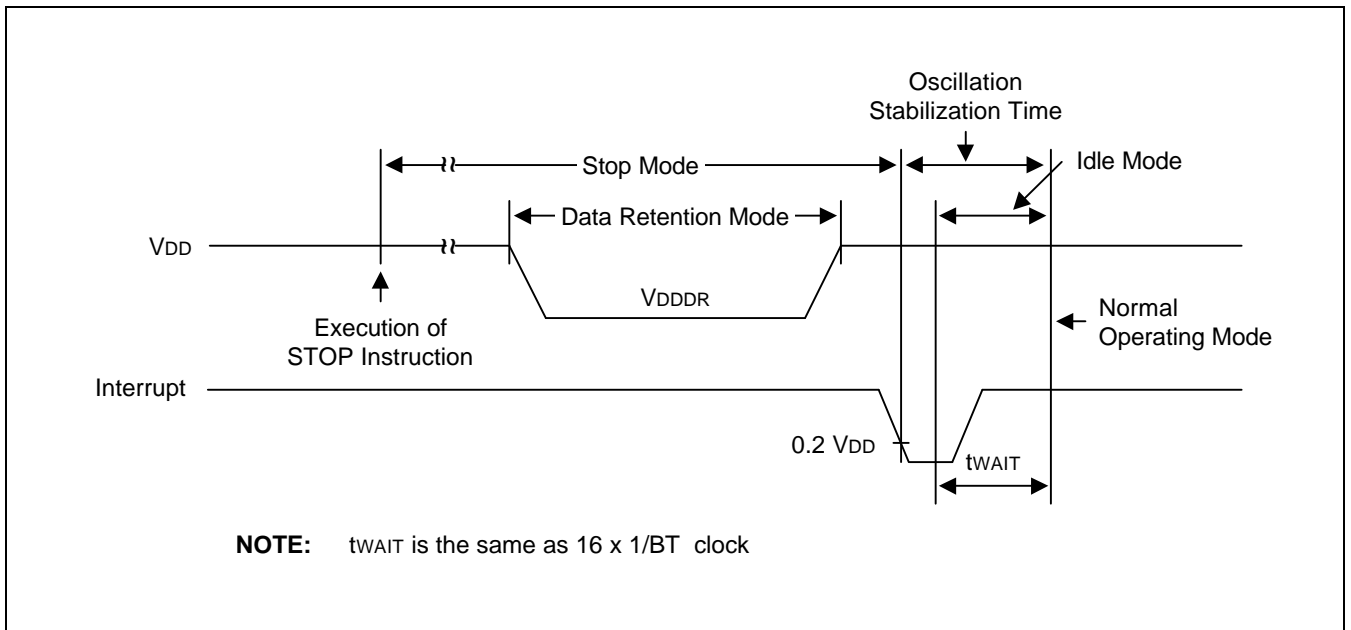 Oscillation
Stabilization Time
Stop Mode
Idle Mode
Data Retention Mode
VDD
VDDDR
Execution of
STOP Instruction
Normal
Operating Mode
Interrupt
0.2 VDD
tWAIT
NOTE: tWAIT is the same as 16 x 1/BT clock